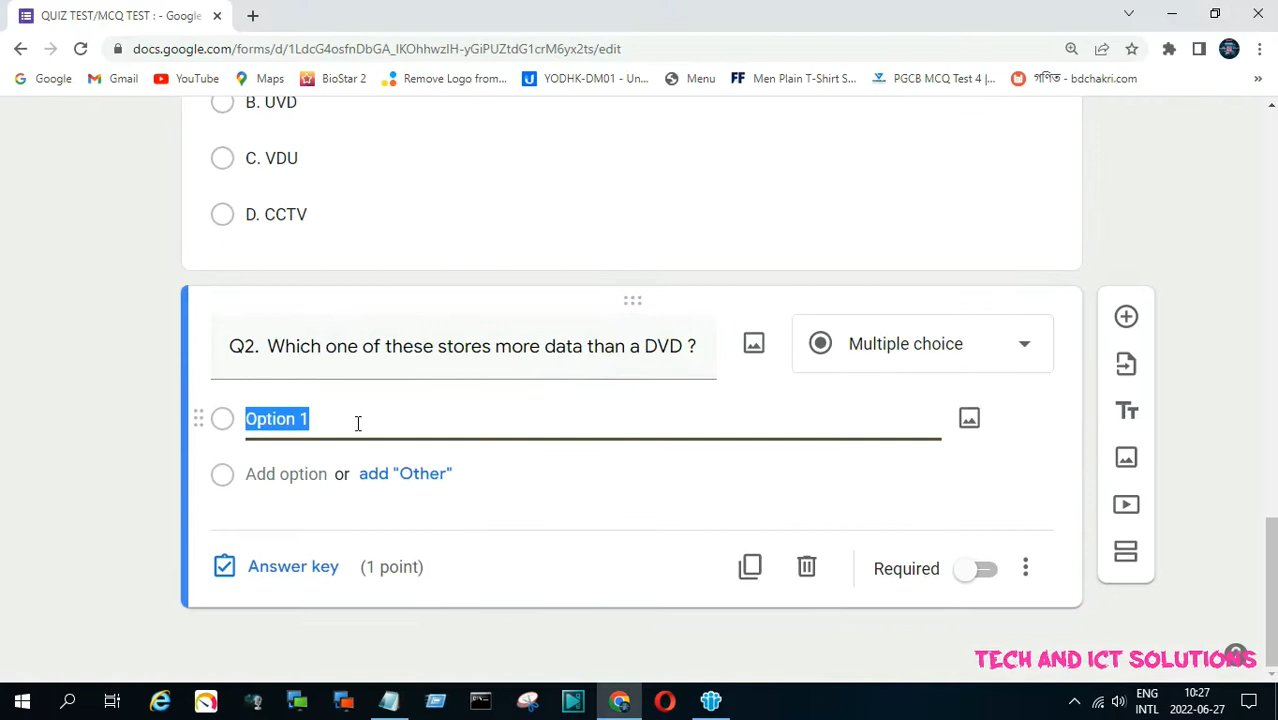 QUIZ TEST/MCQ TEST : - Google
docs.google.com/forms/d/1LdcG4osfnDbGA_IKOhhwzIH-yGiPUZtdG1crM6yx2ts/edit
Google
Gmail
YouTube
Maps
BioStar 2
Remove Logo from...
YODHK-DM01 - Un...
Menu
FF Men Plain T-Shirt S...
PGCB MCQ Test 4 |...
গণিত - bdchakri.com
»
B. UVD
C. VDU
D. CCTV
Q2. Which one of these stores more data than a DVD ?
Multiple choice
Option 1
Add option or add "Other"
Answer key (1 point)
Required
TECH AND ICT SOLUTIONS
ENG 10:27
INTL 2022-06-27